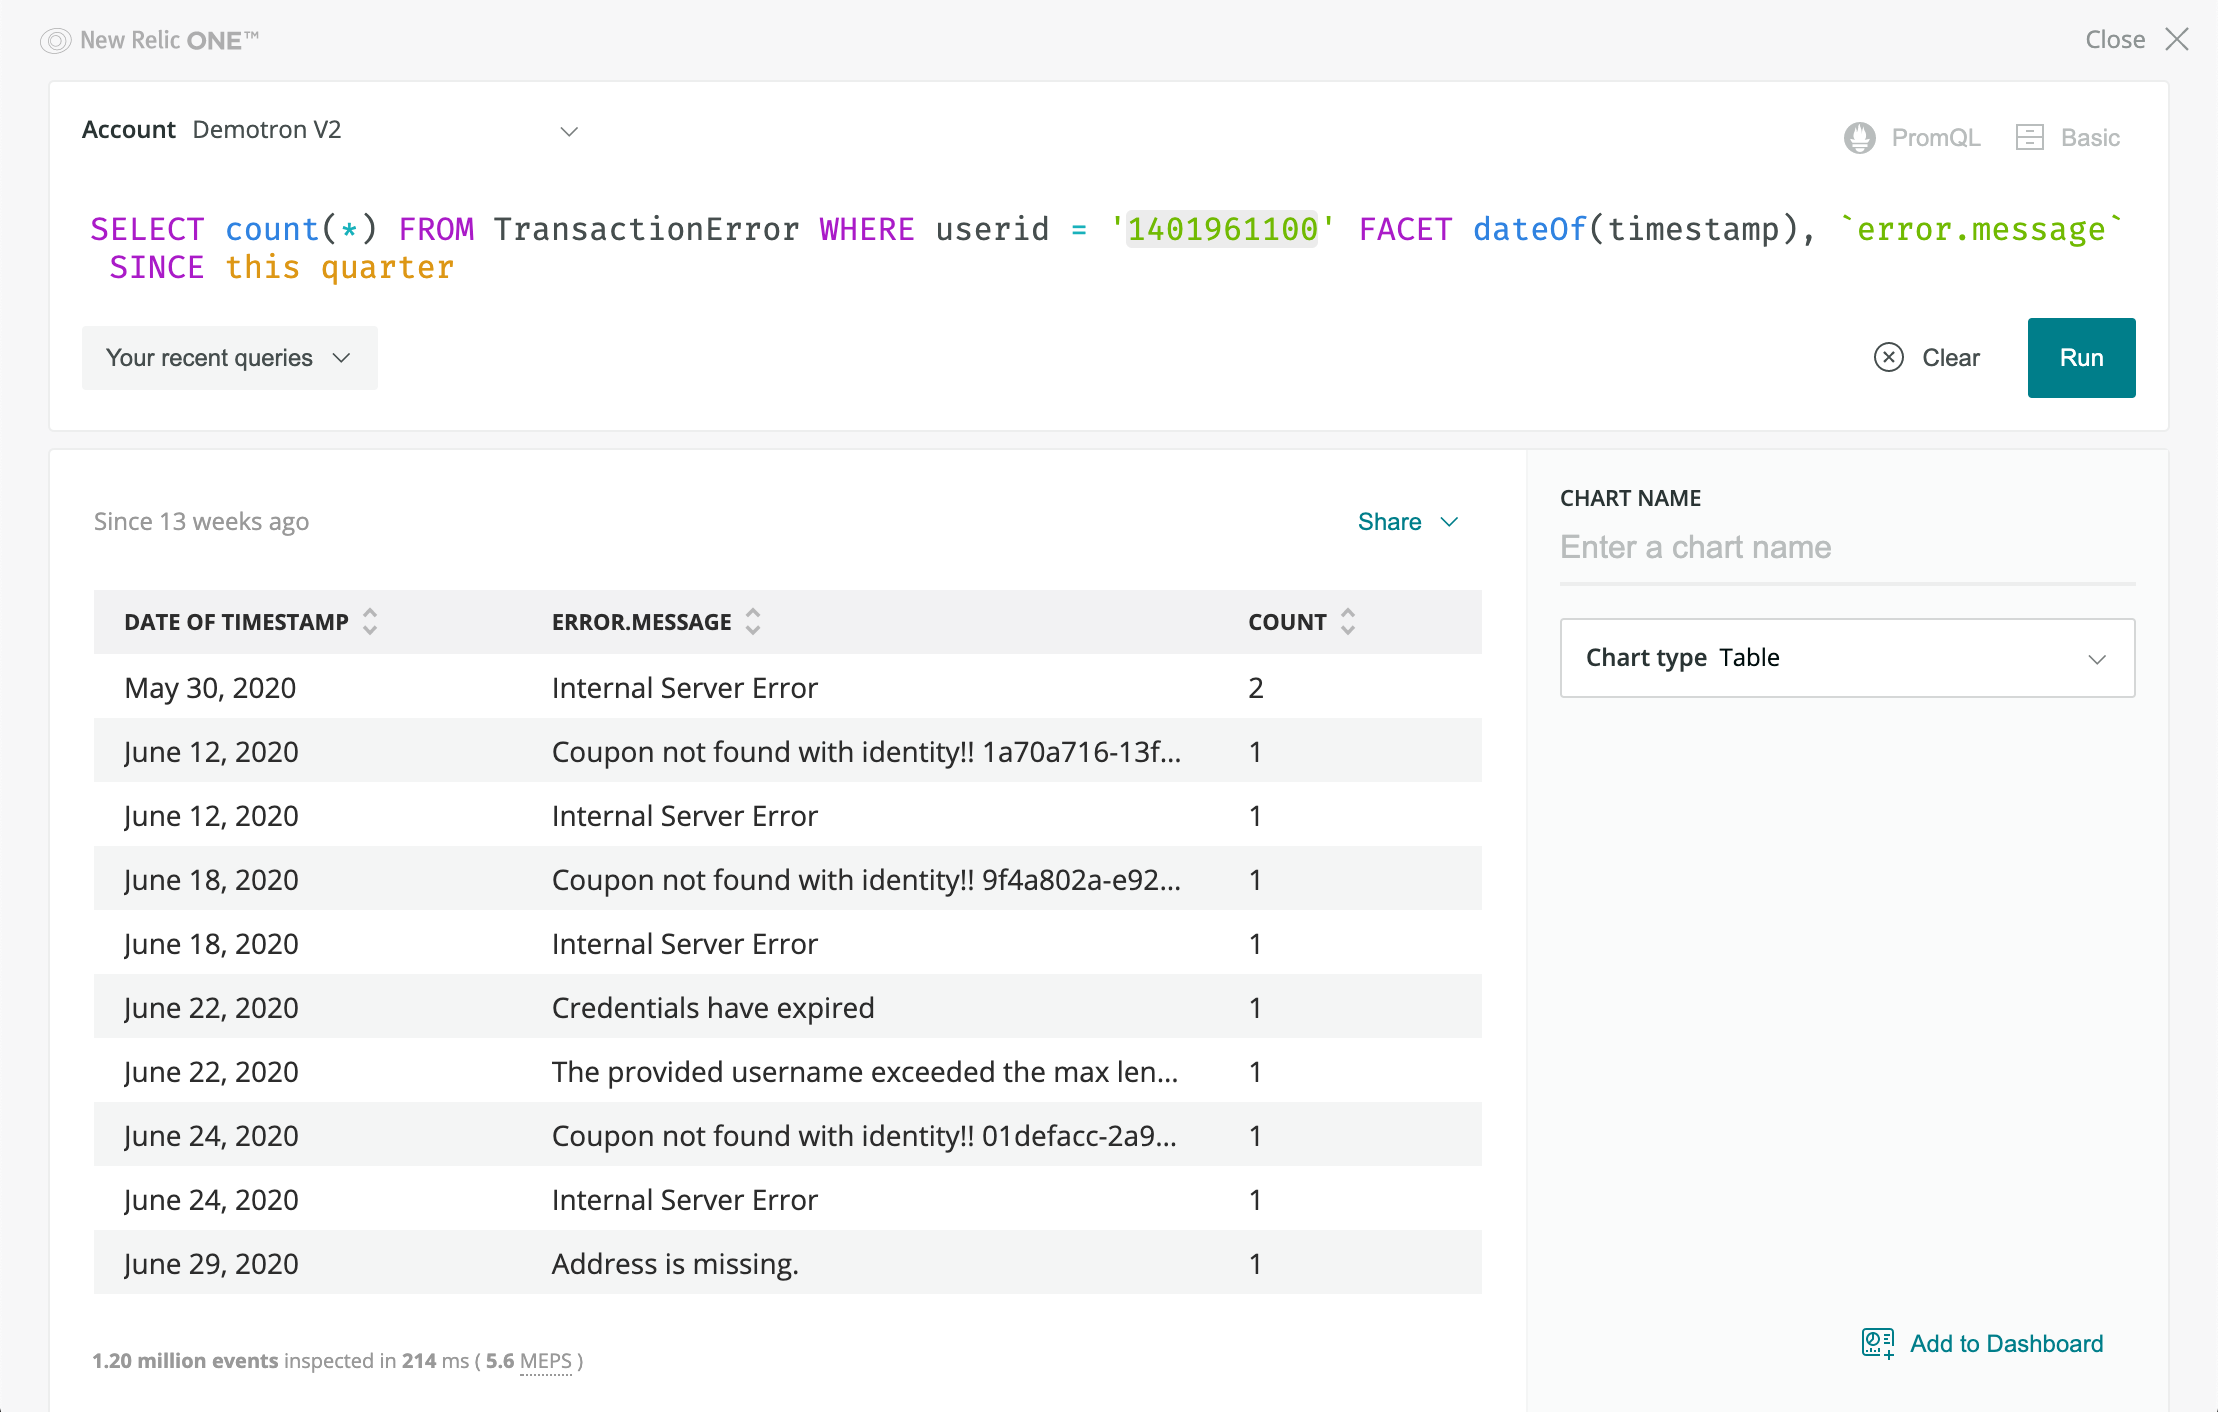 New Relic ONE™
Close
Account Demotron V2
PromQL Basic
SELECT count(*) FROM TransactionError WHERE userid = '1401961100' FACET dateOf(timestamp), `error.message`
SINCE this quarter
Your recent queries
Clear
Run
Since 13 weeks ago
Share
DATE OF TIMESTAMP ERROR.MESSAGE COUNT
May 30, 2020 Internal Server Error 2
June 12, 2020 Coupon not found with identity!! 1a70a716-13f...  1
June 12, 2020 Internal Server Error 1
June 18, 2020 Coupon not found with identity!! 9f4a802a-e92... 1
June 18, 2020 Internal Server Error 1
June 22, 2020 Credentials have expired 1
June 22, 2020 The provided username exceeded the max len... 1
June 24, 2020 Coupon not found with identity!! 01defacc-2a9... 1
June 24, 2020 Internal Server Error 1
June 29, 2020 Address is missing. 1
1.20 million events inspected in 214 ms ( 5.6 MEPS )
CHART NAME
Enter a chart name
Chart type Table
Add to Dashboard